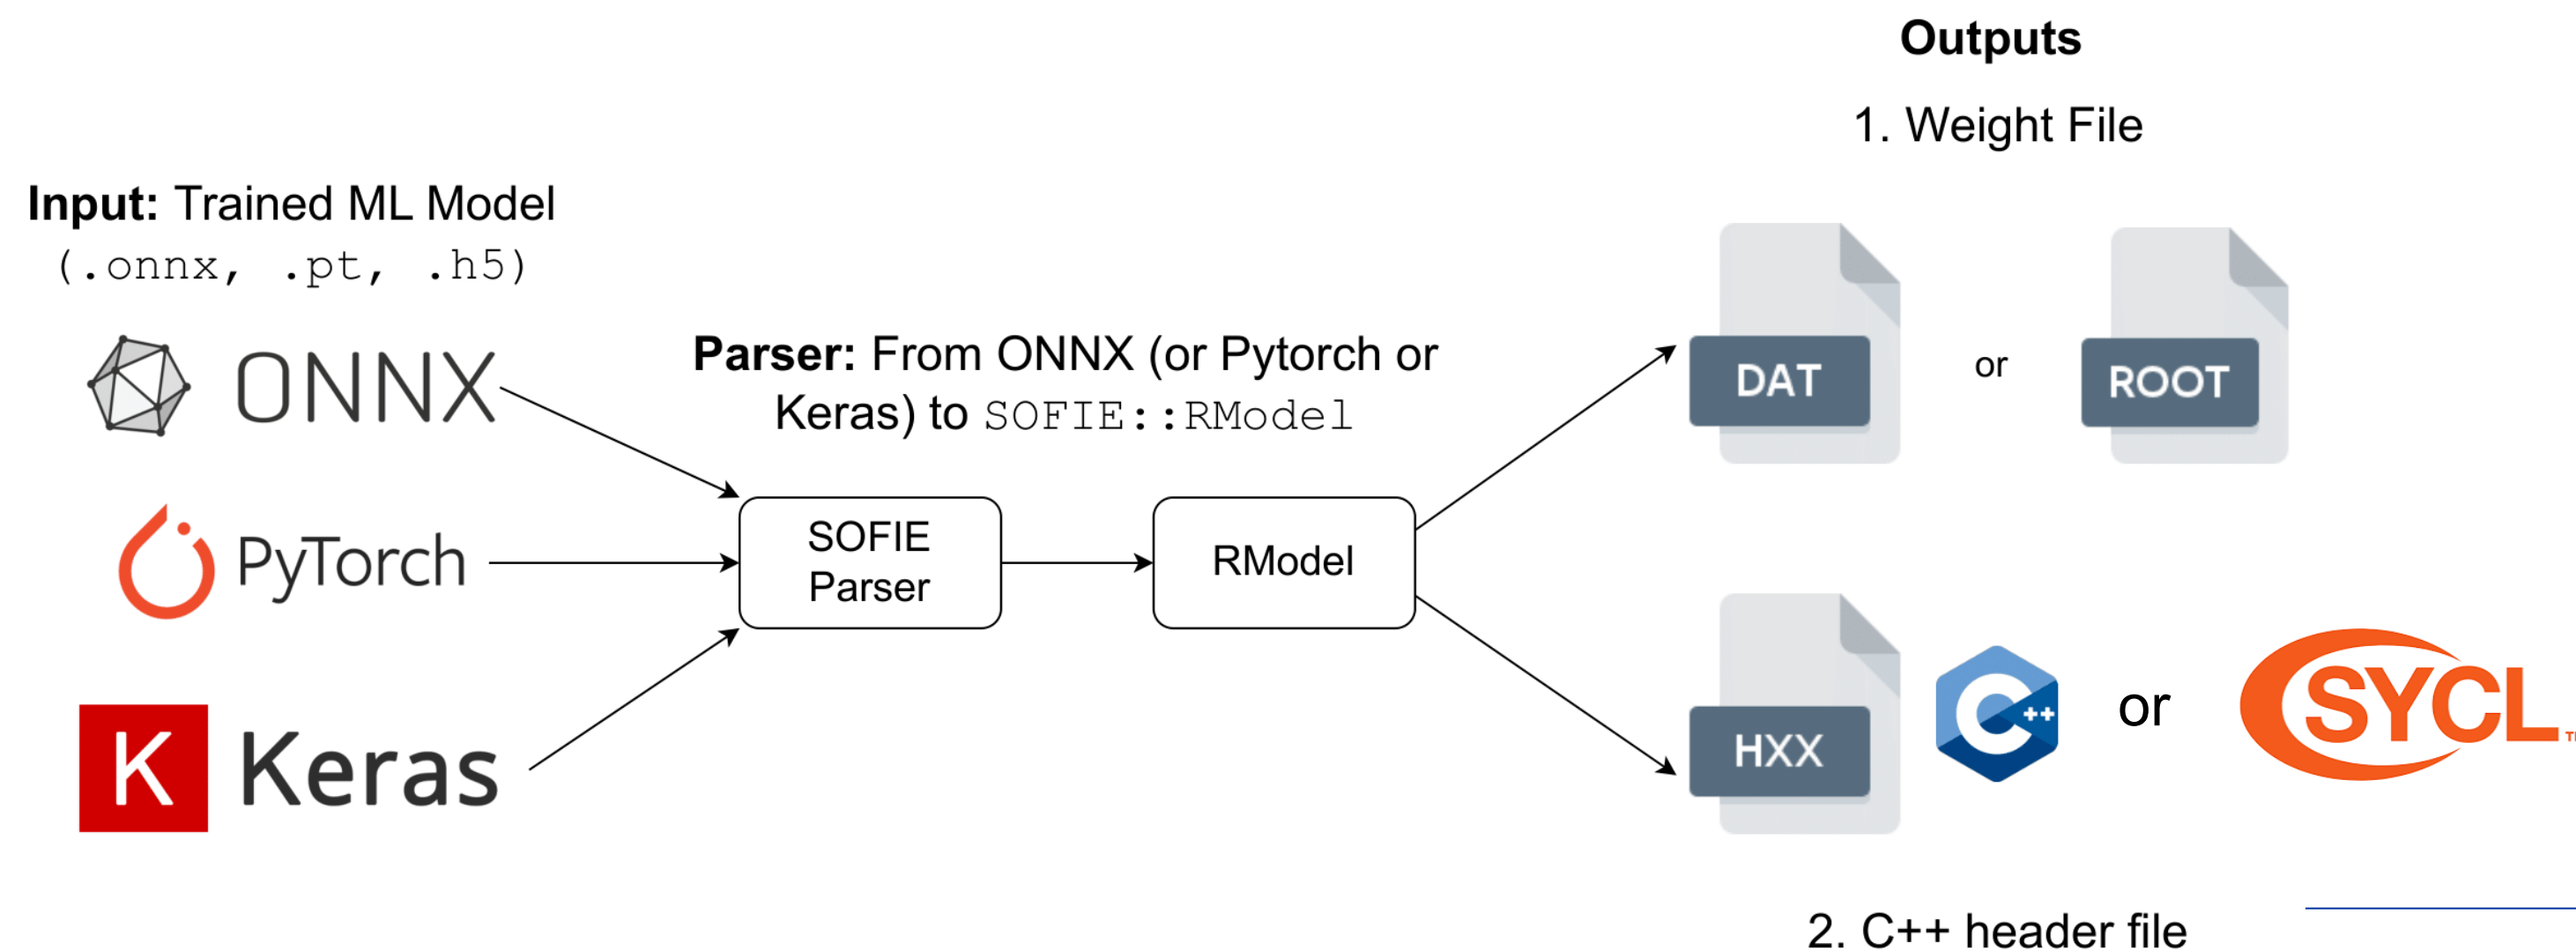 Outputs
1. Weight File
Input: Trained ML Model
(.onnx, .pt, .h5)
ONNX
Parser: From ONNX (or Pytorch or
Keras) to SOFIE::RModel
DAT
or
ROOT
SOFIE
Parser
RModel
PyTorch
K Keras
HXX
C++
or
SYCL
2. C++ header file